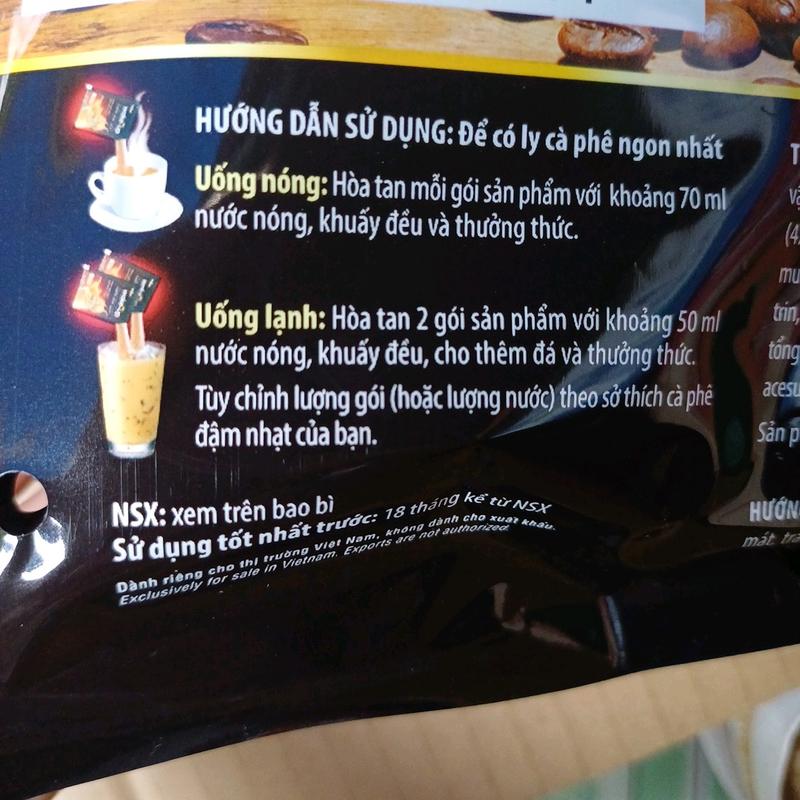 HƯỚNG DẪN SỬ DỤNG: Để có ly cà phê ngon nhất
Uống nóng: Hòa tan mỗi gói sản phẩm với khoảng 70 ml
nước nóng, khuấy đều và thưởng thức.
Uống lạnh: Hòa tan 2 gói sản phẩm với khoảng 50 ml
nước nóng, khuấy đều, cho thêm đá và thưởng thức.
Tùy chỉnh lượng gói (hoặc lượng nước) theo sở thích cà phê
đậm nhạt của bạn.
NSX: xem trên bao bì
Sử dụng tốt nhất trước: 18 tháng kể từ NSX
Dành riêng cho thị trường Việt Nam, không dành cho xuất khẩu.
Exclusively for sale in Vietnam. Exports are not authorized.
tổng
Sản
HƯỚN
mát, tra